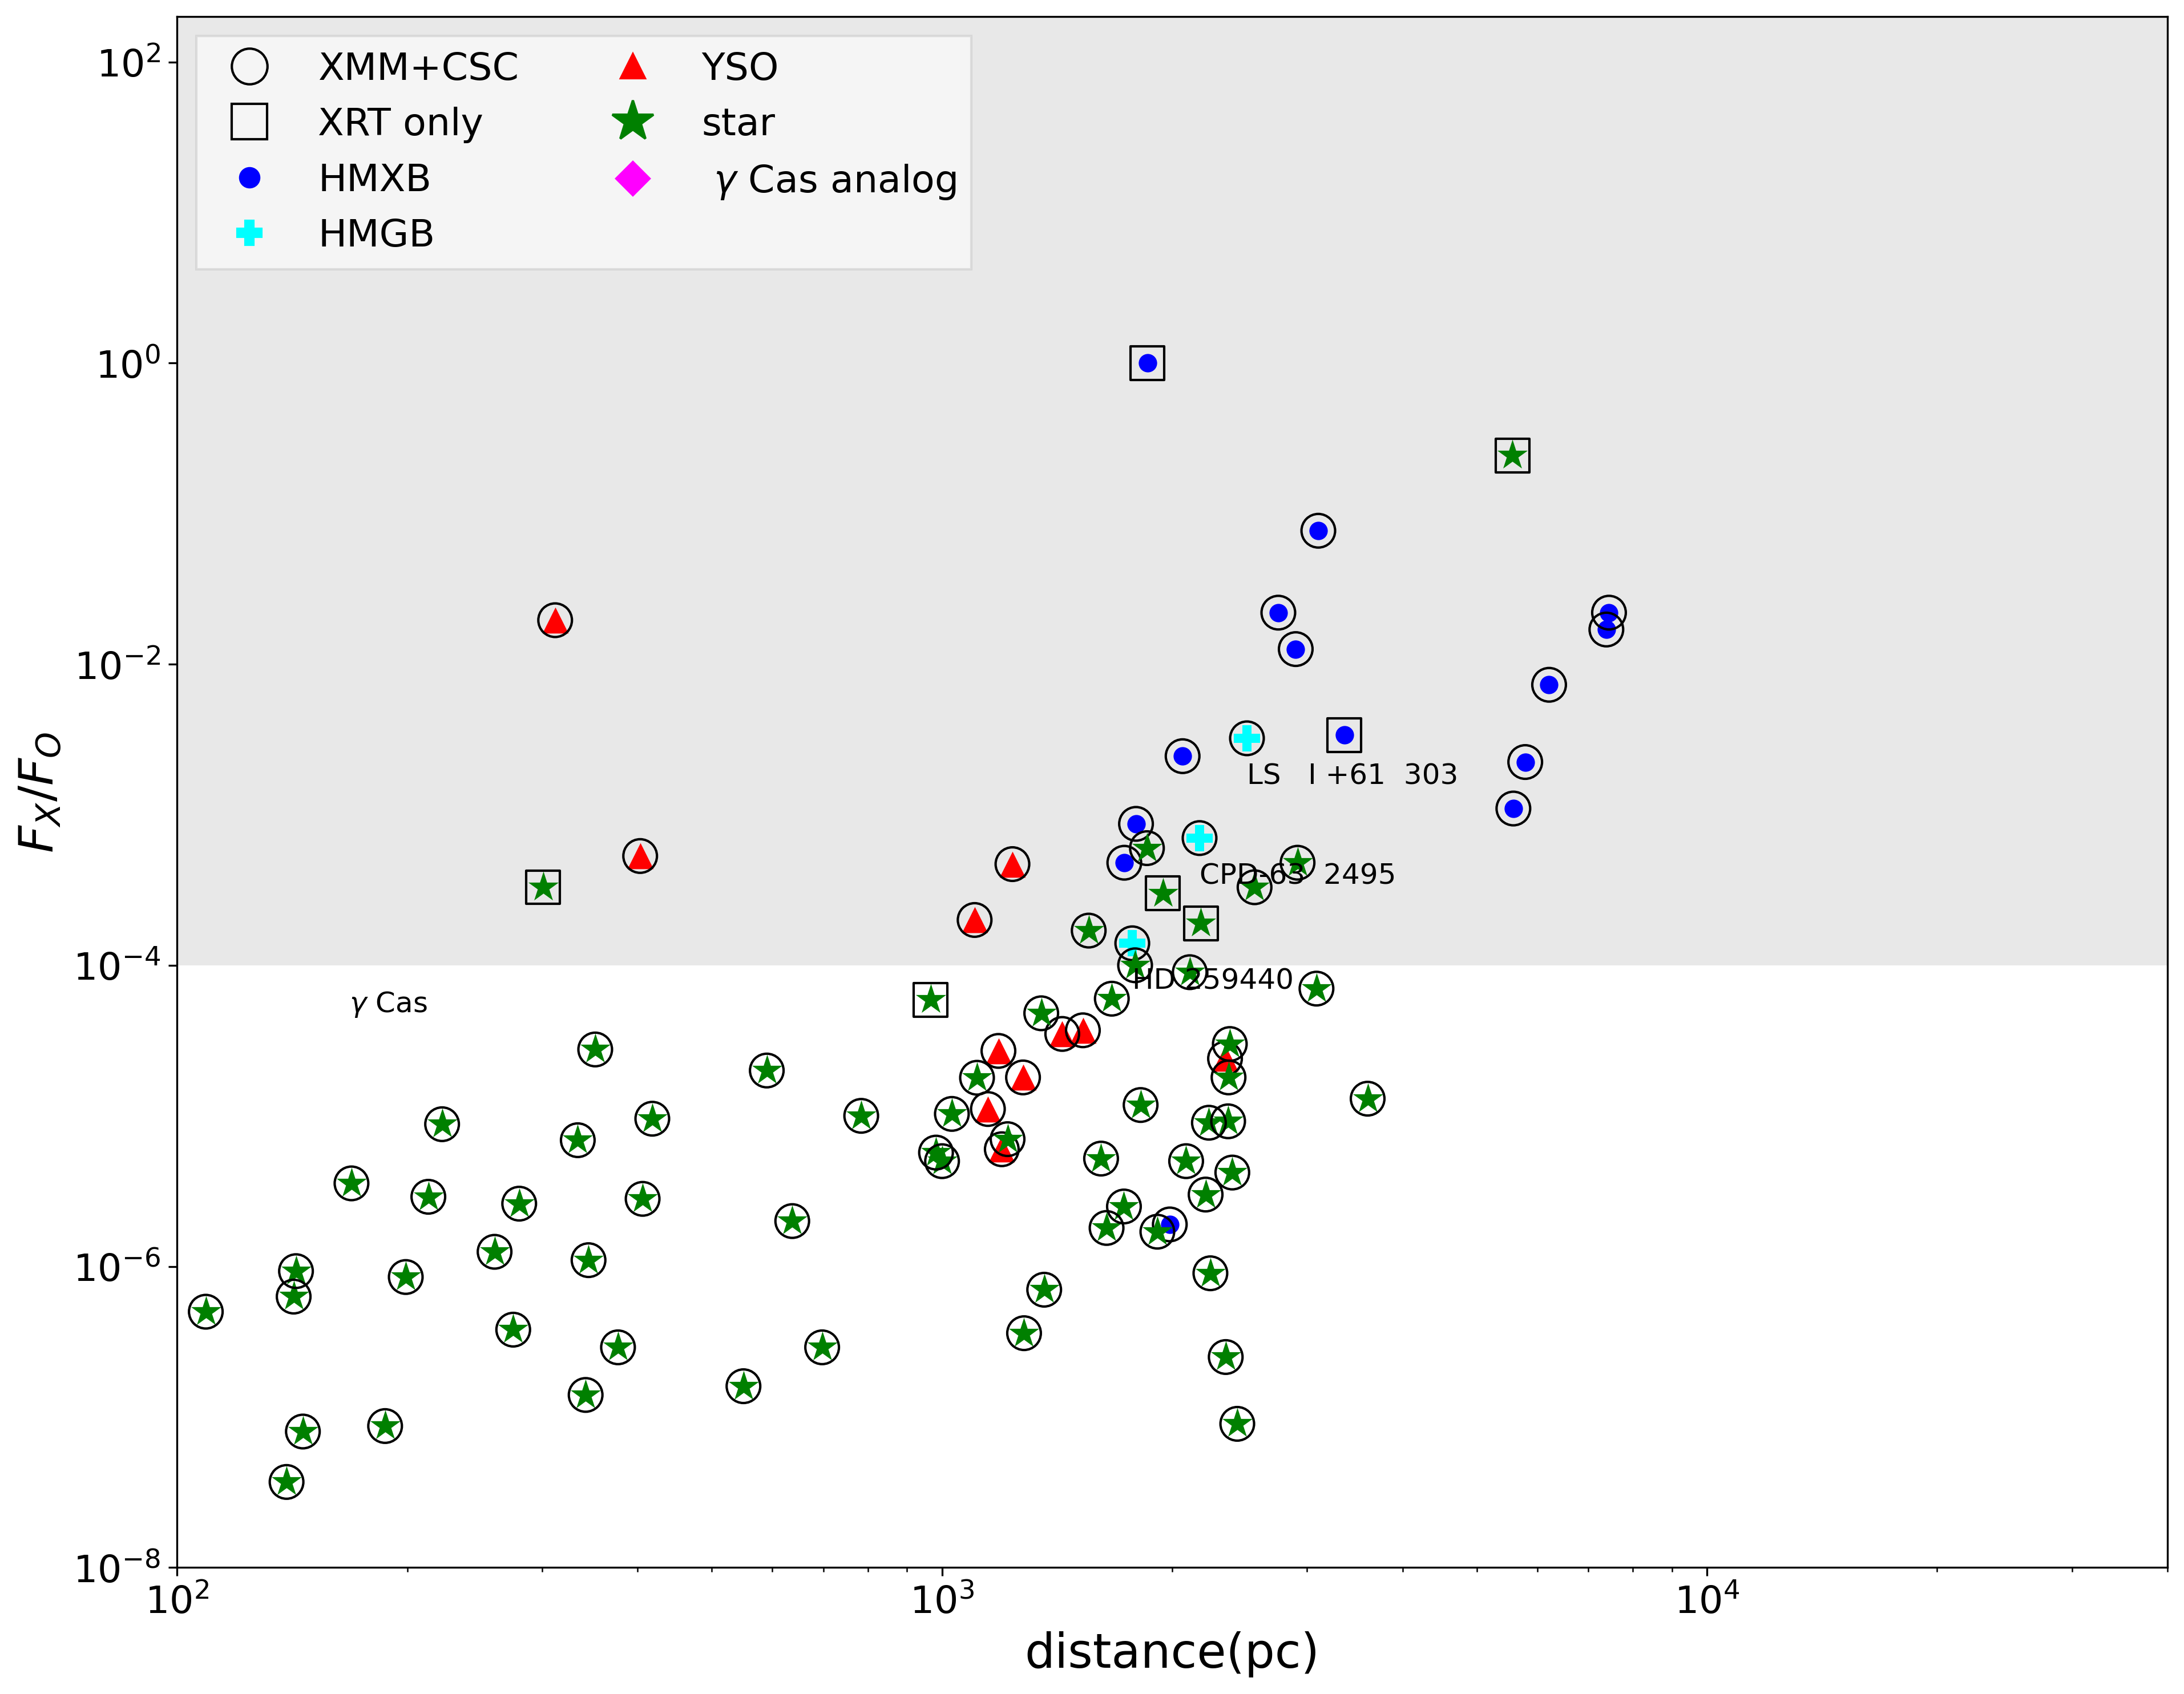 XMM+CSC
XRT only
HMXB
HMGB
YSO
star
γ Cas analog
10²
10⁰
10⁻²
10⁻⁴
10⁻⁶
10⁻⁸
F_X/F_O
LS I +61 303
CPD-63 2495
HD 259440
γ Cas
10²
10³
10⁴
distance(pc)